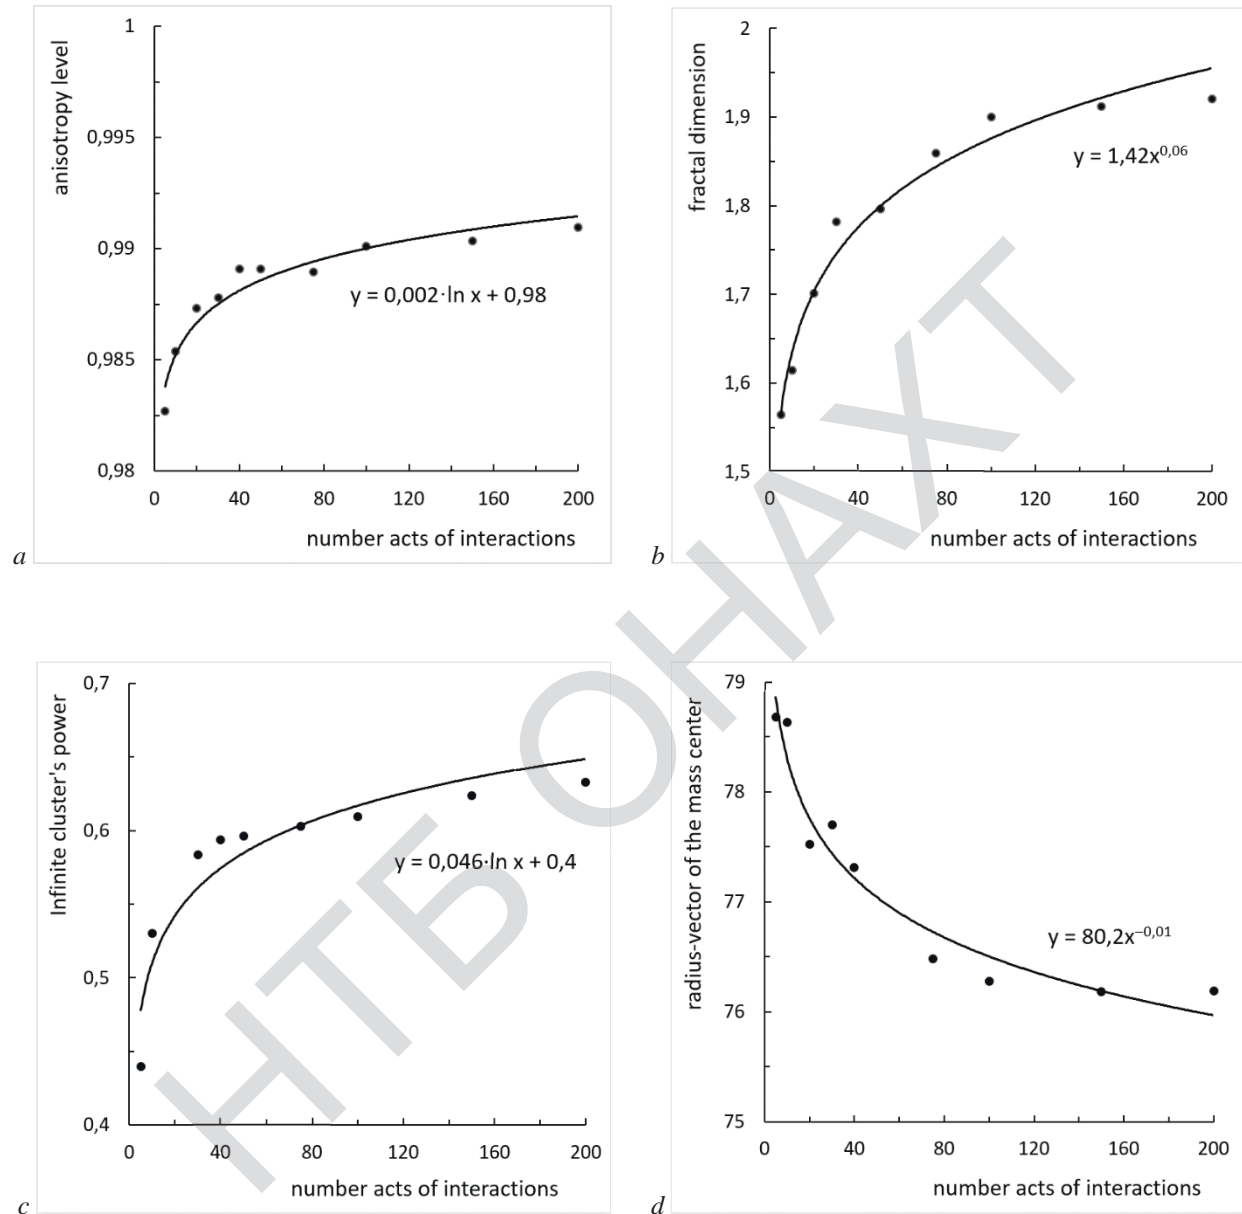 1
0,995
0,99
0,985
0,98
anisotropy level
y = 0,002·ln x + 0,98
0 40 80 120 160 200
number acts of interactions
a
2
1,9
1,8
1,7
1,6
1,5
fractal dimension
y = 1,42x^0,06
0 40 80 120 160 200
number acts of interactions
b
0,7
0,6
0,5
0,4
Infinite cluster's power
y = 0,046·ln x + 0,4
0 40 80 120 160 200
number acts of interactions
c
79
78
77
76
75
radius-vector of the mass center
y = 80,2x^−0,01
0 40 80 120 160 200
number acts of interactions
d
НТБ ОНАХТ